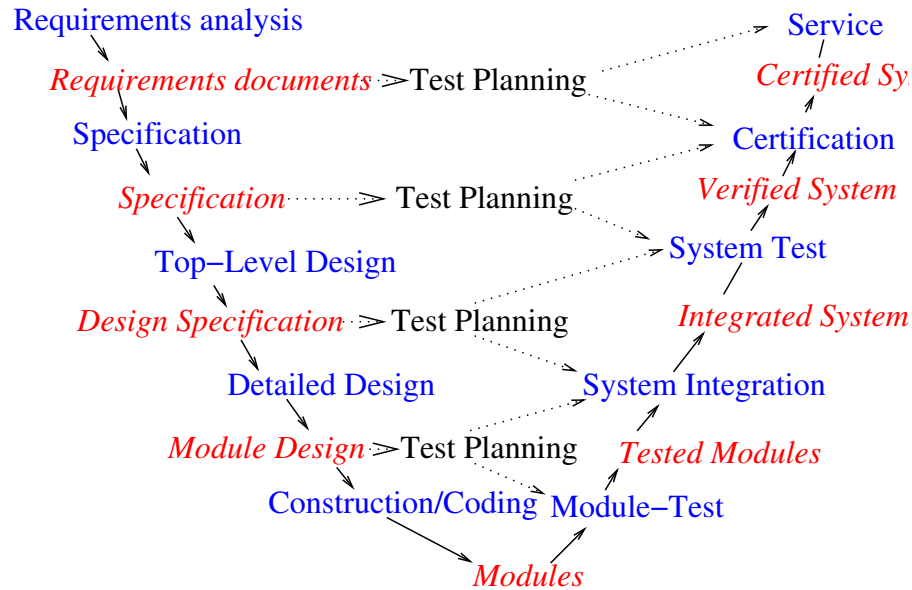 Requirements analysis
Service
Requirements documents
Test Planning
Certified Sy
Specification
Certification
Specification
Test Planning
Verified System
Top−Level Design
System Test
Design Specification
Test Planning
Integrated System
Detailed Design
System Integration
Module Design
Test Planning
Tested Modules
Construction/Coding
Module−Test
Modules